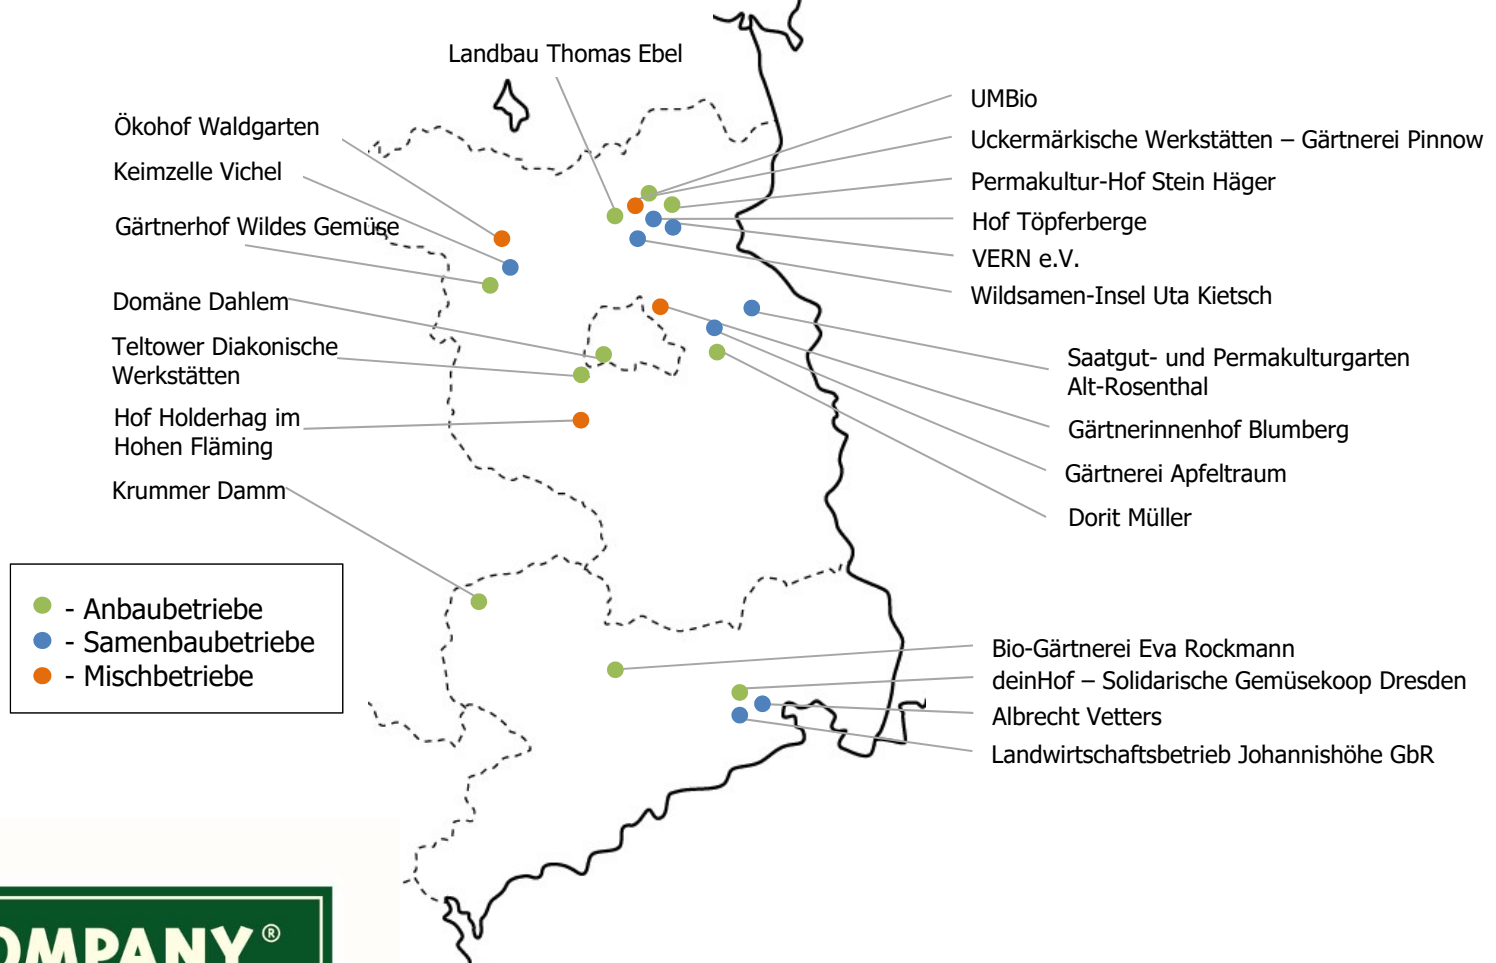 Landbau Thomas Ebel
Ökohof Waldgarten
Keimzelle Vichel
Gärtnerhof Wildes Gemüse
Domäne Dahlem
Teltower Diakonische
Werkstätten
Hof Holderhag im
Hohen Fläming
Krummer Damm
- Anbaubetriebe
- Samenbaubetriebe
- Mischbetriebe
UMBio
Uckermärkische Werkstätten – Gärtnerei Pinnow
Permakultur-Hof Stein Häger
Hof Töpferberge
VERN e.V.
Wildsamen-Insel Uta Kietsch
Saatgut- und Permakulturgarten
Alt-Rosenthal
Gärtnerinnenhof Blumberg
Gärtnerei Apfeltraum
Dorit Müller
Bio-Gärtnerei Eva Rockmann
deinHof – Solidarische Gemüsekoop Dresden
Albrecht Vetters
Landwirtschaftsbetrieb Johannishöhe GbR
OMPANY®